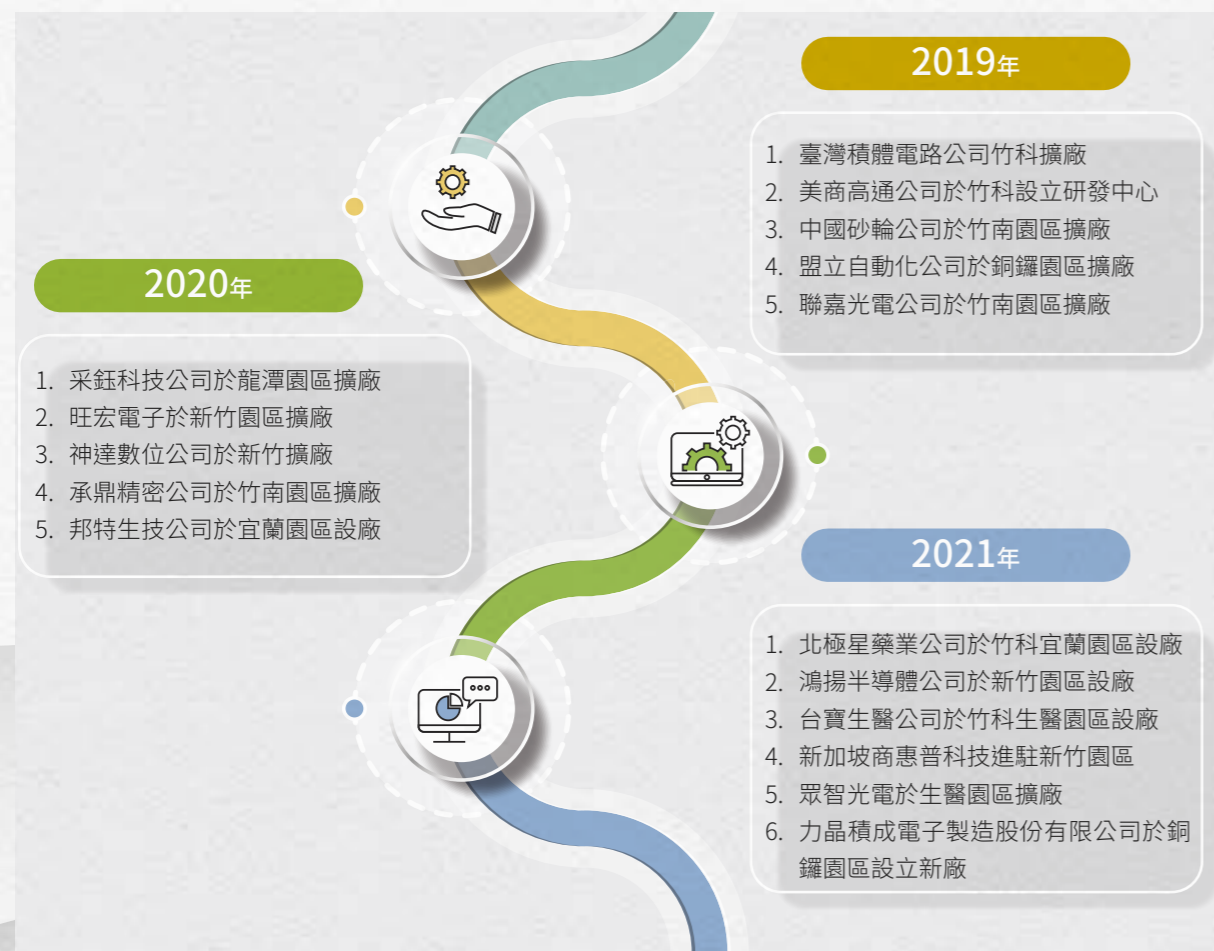 2019年
1. 臺灣積體電路公司竹科擴廠
2. 美商高通公司於竹科設立研發中心
3. 中國砂輪公司於竹南園區擴廠
4. 盟立自動化公司於銅鑼園區擴廠
5. 聯嘉光電公司於竹南園區擴廠
2020年
1. 采鈺科技公司於龍潭園區擴廠
2. 旺宏電子於新竹園區擴廠
3. 神達數位公司於新竹擴廠
4. 承鼎精密公司於竹南園區擴廠
5. 邦特生技公司於宜蘭園區設廠
2021年
1. 北極星藥業公司於竹科宜蘭園區設廠
2. 鴻揚半導體公司於新竹園區設廠
3. 台寶生醫公司於竹科生醫園區設廠
4. 新加坡商惠普科技進駐新竹園區
5. 眾智光電於生醫園區擴廠
6. 力晶積成電子製造股份有限公司於銅
鑼園區設立新廠